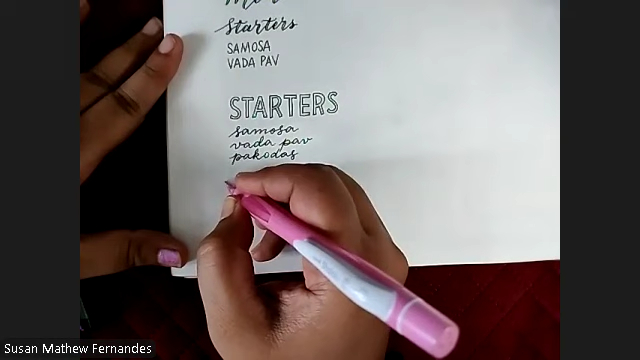 Starters
SAMOSA
VADA PAV
STARTERS
samosa
vada pav
pakodas
Susan Mathew Fernandes